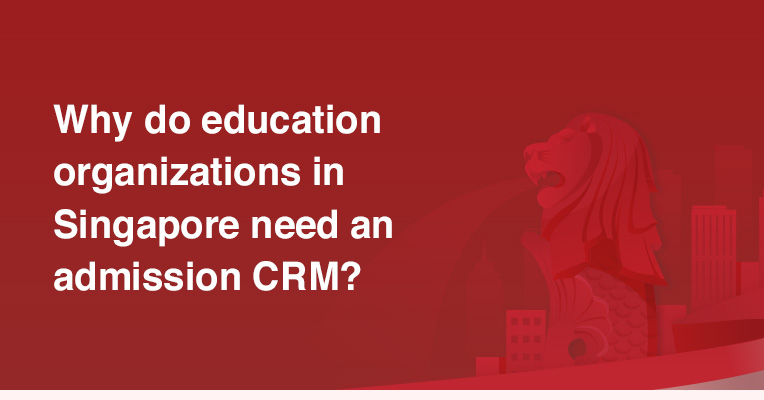 Why do education
organizations in
Singapore need an
admission CRM?